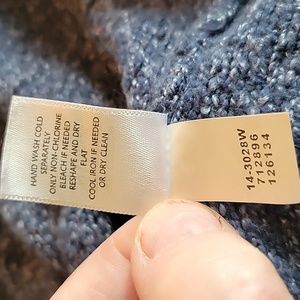 HAND WASH COLD
SEPARATELY
ONLY NON-CHLORINE
BLEACH IF NEEDED
RESHAPE AND DRY
FLAT
COOL IRON IF NEEDED
OR DRY CLEAN
14-3028W
712896
126134